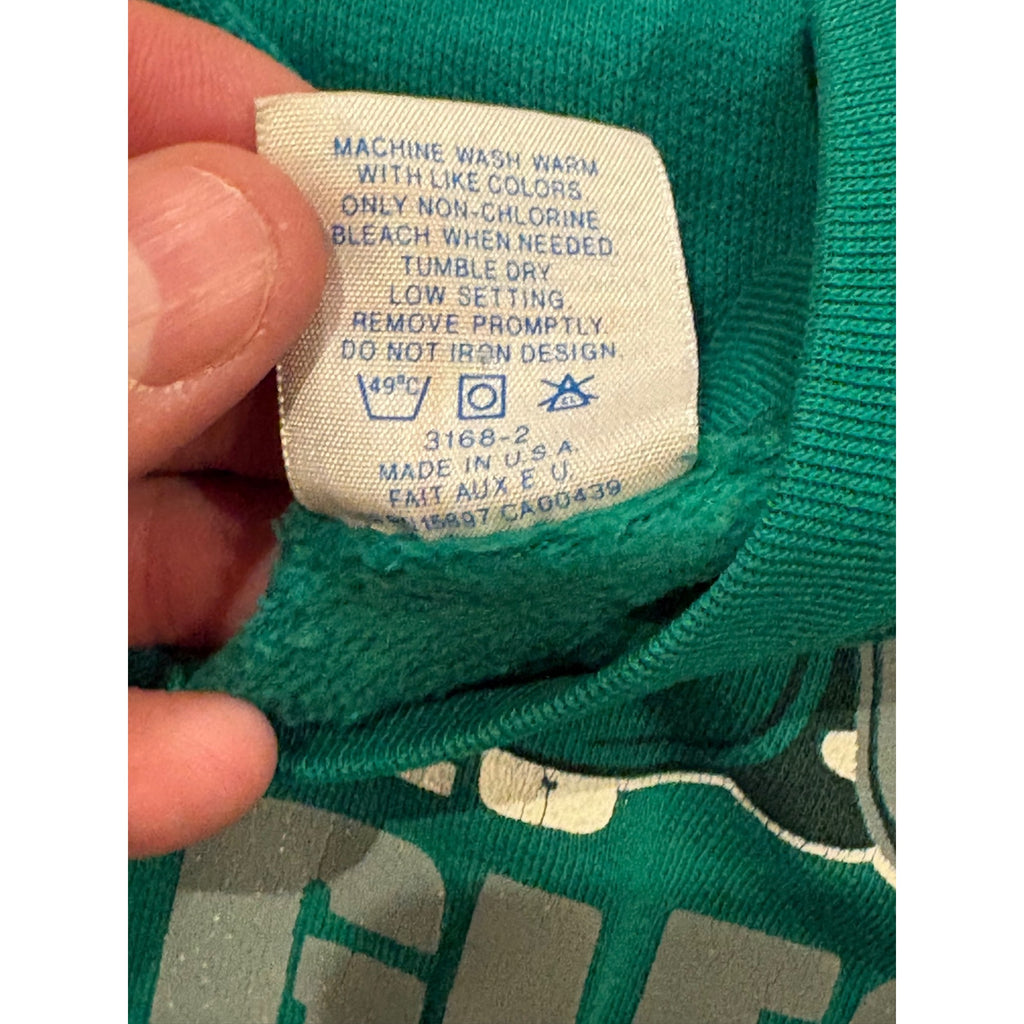 MACHINE WASH WARM
WITH LIKE COLORS
ONLY NON-CHLORINE
BLEACH WHEN NEEDED.
TUMBLE DRY
LOW SETTING
REMOVE PROMPTLY.
DO NOT IRON DESIGN.
49°C
3168-2
MADE IN U.S.A.
FAIT AUX E U.
CA00439